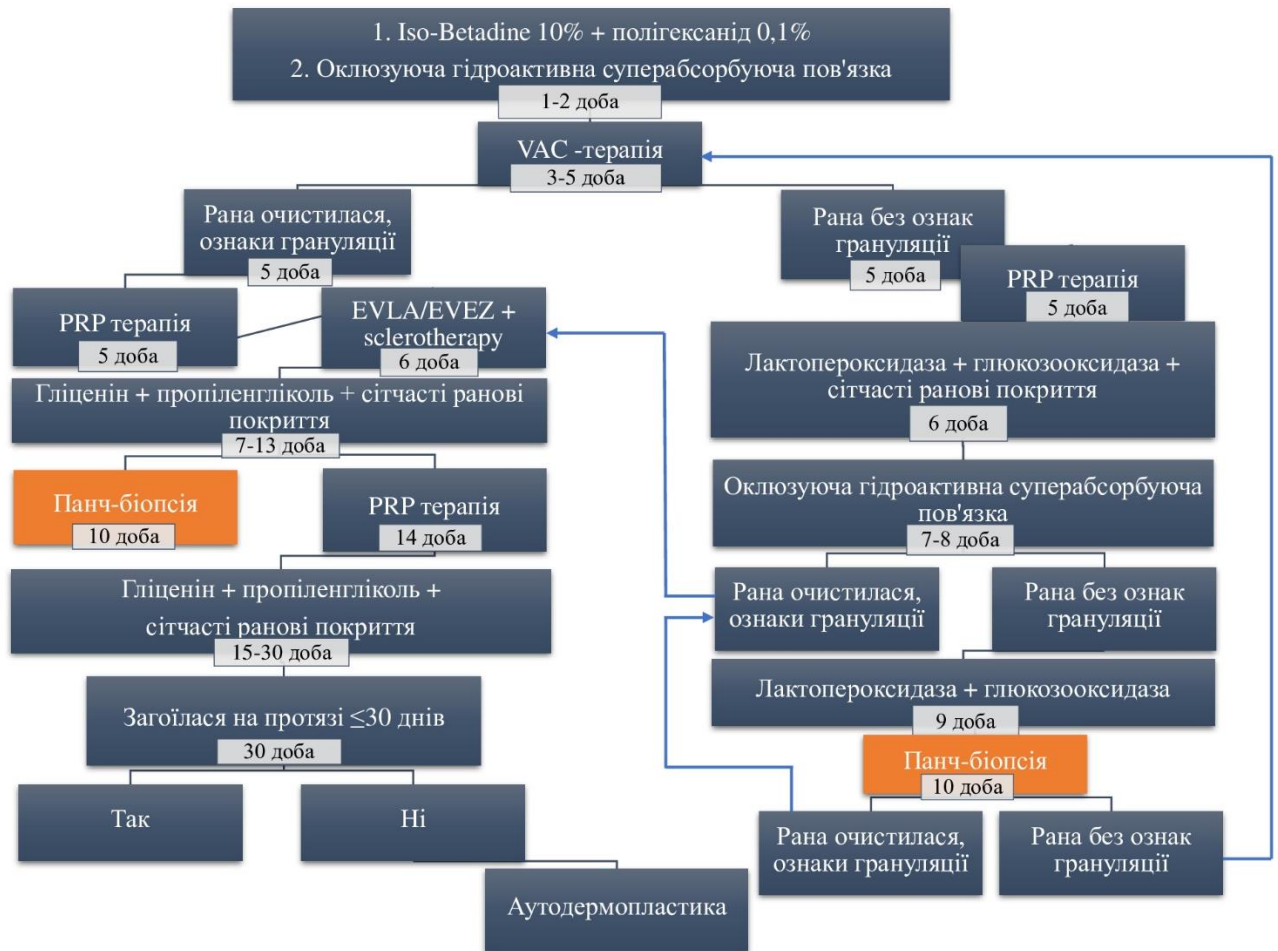 1. Iso-Betadine 10% + полігексанід 0,1%
2. Оклюзуюча гідроактивна суперабсорбуюча пов'язка
1-2 доба
VAC -терапія
3-5 доба
Рана очистилася,
ознаки грануляції
5 доба
PRP терапія
5 доба
EVLA/EVEZ +
sclerotherapy
6 доба
Гліценін + пропіленгліколь + сітчасті ранові
покриття
7-13 доба
Панч-біопсія
10 доба
PRP терапія
14 доба
Гліценін + пропіленгліколь +
сітчасті ранові покриття
15-30 доба
Загоїлася на протязі ≤30 днів
30 доба
Так
Ні
Аутодермопластика
Рана без ознак
грануляції
5 доба
PRP терапія
5 доба
Лактопероксидаза + глюкозооксидаза +
сітчасті ранові покриття
6 доба
Оклюзуюча гідроактивна суперабсорбуюча
пов'язка
7-8 доба
Рана очистилася,
ознаки грануляції
Рана без ознак
грануляції
Лактопероксидаза + глюкозооксидаза
9 доба
Панч-біопсія
10 доба
Рана очистилася,
ознаки грануляції
Рана без ознак
грануляції